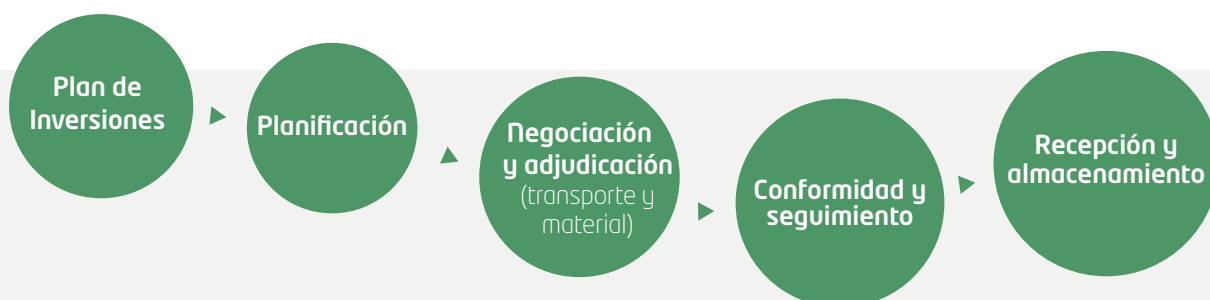 Plan de
Inversiones
Planificación
Negociación
y adjudicación
(transporte y
material)
Conformidad y
seguimiento
Recepción y
almacenamiento